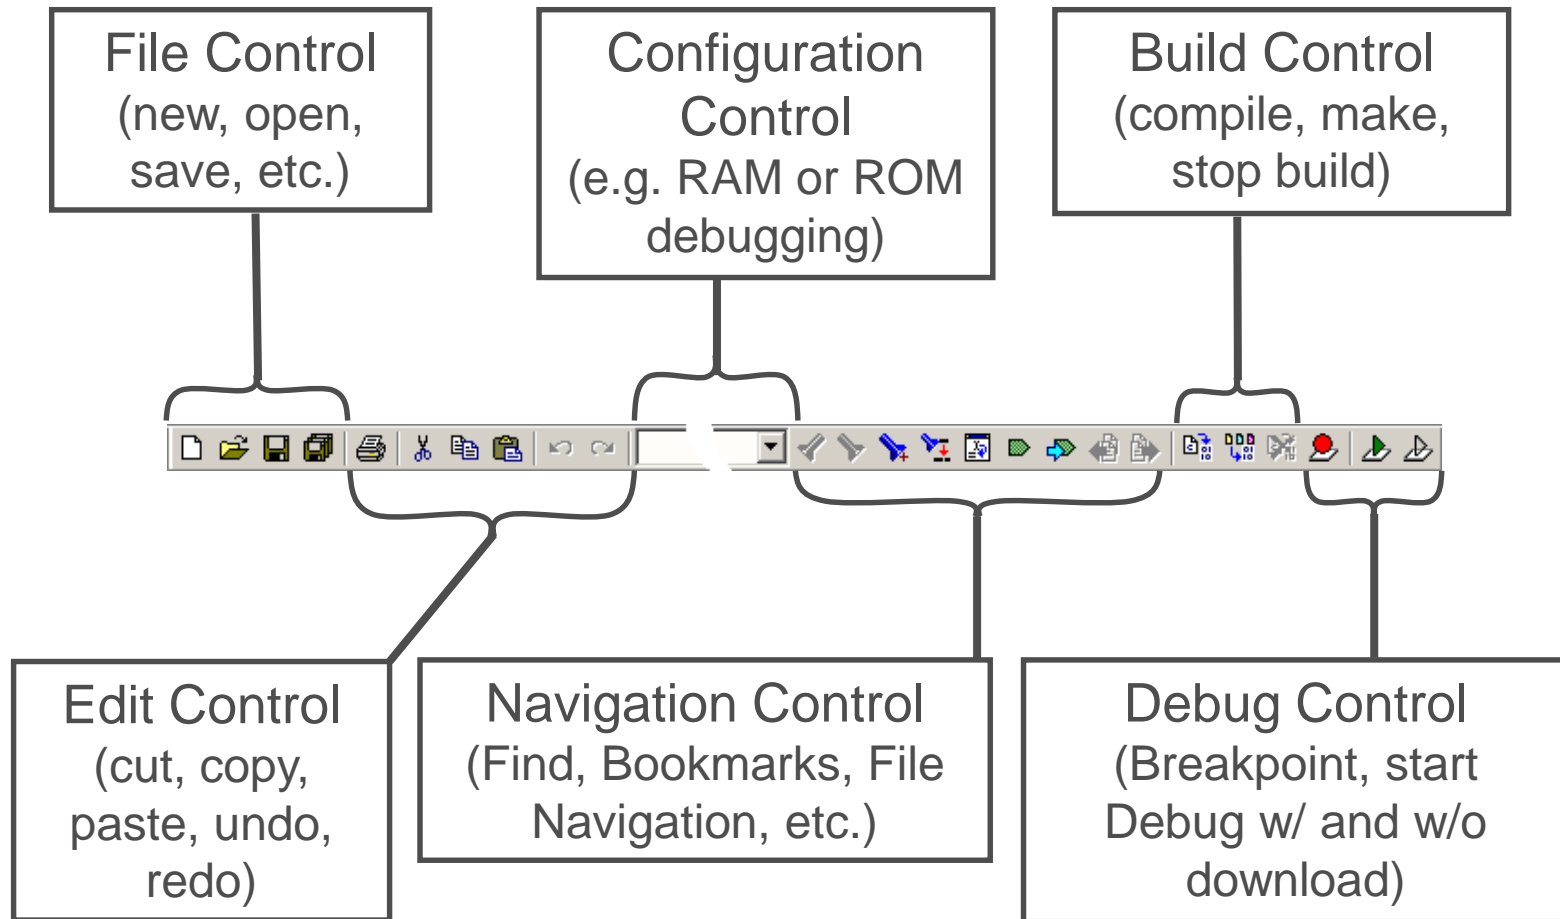 File Control
(new, open,
save, etc.)
Configuration
Control
(e.g. RAM or ROM
debugging)
Build Control
(compile, make,
stop build)
Edit Control
(cut, copy,
paste, undo,
redo)
Navigation Control
(Find, Bookmarks, File
Navigation, etc.)
Debug Control
(Breakpoint, start
Debug w/ and w/o
download)